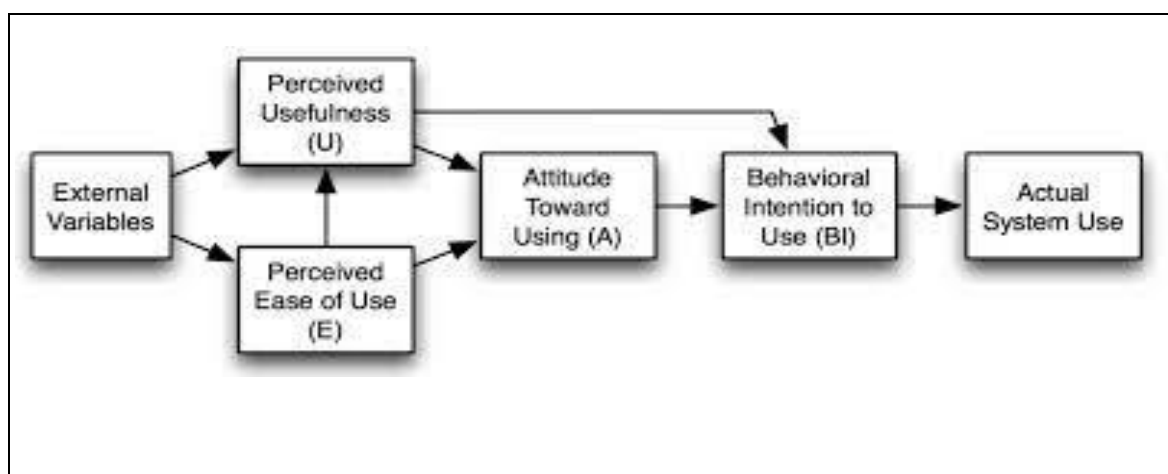 External
Variables
Perceived
Usefulness
(U)
Perceived
Ease of Use
(E)
Attitude
Toward
Using (A)
Behavioral
Intention to
Use (BI)
Actual
System Use